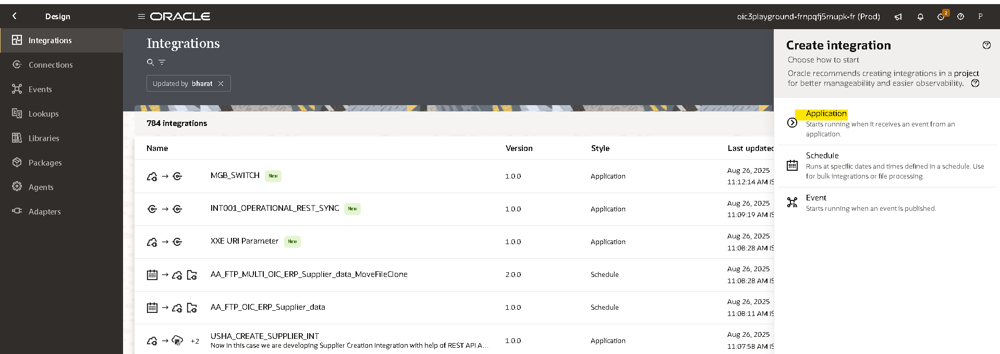 Design
ORACLE
oic3playground-frnpqfj5mupk-fr (Prod)
2
P
Integrations
Connections
Events
Lookups
Libraries
Packages
Agents
Adapters
Integrations
Updated by bharat
784 integrations
Name Version Style Last updated
MGB_SWITCH New 1.0.0 Application Aug 26, 2025
11:12:14 AM IS
INT001_OPERATIONAL_REST_SYNC New 1.0.0 Application Aug 26, 2025
11:09:19 AM IS
XXE URI Parameter New 1.0.0 Application Aug 26, 2025
11:08:28 AM IS
AA_FTP_MULTI_OIC_ERP_Supplier_data_MoveFileClone 2.0.0 Schedule Aug 26, 2025
11:08:28 AM IS
AA_FTP_OIC_ERP_Supplier_data 1.0.0 Schedule Aug 26, 2025
11:08:11 AM IS
+2 USHA_CREATE_SUPPLIER_INT 1.0.0 Application Aug 26, 2025
Now In this case we are developing Supplier Creation Integration with help of REST API A...
11:07:58 AM IS
Create integration
Choose how to start
Oracle recommends creating integrations in a project
for better manageability and easier observability.
Application
Starts running when it receives an event from an
application.
Schedule
Runs at specific dates and times defined in a schedule. Use
for bulk integrations or file processing.
Event
Starts running when an event is published.